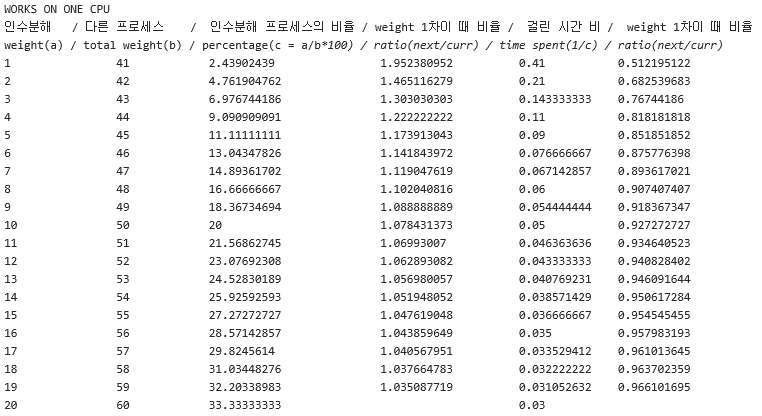 WORKS ON ONE CPU
인수분해 / 다른 프로세스 / 인수분해 프로세스의 비율 / weight 1차이 때 비율 / 걸린 시간 비 / weight 1차이 때 비율
weight(a) / total weight(b) / percentage(c = a/b*100) / ratio(next/curr) / time spent(1/c) / ratio(next/curr)
1 41 2.43902439 1.952380952 0.41 0.512195122
2 42 4.761904762 1.465116279 0.21 0.682539683
3 43 6.976744186 1.303030303 0.143333333 0.76744186
4 44 9.090909091 1.222222222 0.11 0.818181818
5 45 11.11111111 1.173913043 0.09 0.851851852
6 46 13.04347826 1.141843972 0.076666667 0.875776398
7 47 14.89361702 1.119047619 0.067142857 0.893617021
8 48 16.66666667 1.102040816 0.06 0.907407407
9 49 18.36734694 1.088888889 0.054444444 0.918367347
10 50 20 1.078431373 0.05 0.927272727
11 51 21.56862745 1.06993007 0.046363636 0.934640523
12 52 23.07692308 1.062893082 0.043333333 0.940828402
13 53 24.52830189 1.056980057 0.040769231 0.946091644
14 54 25.92592593 1.051948052 0.038571429 0.950617284
15 55 27.27272727 1.047619048 0.036666667 0.954545455
16 56 28.57142857 1.043859649 0.035 0.957983193
17 57 29.8245614 1.040567951 0.033529412 0.961013645
18 58 31.03448276 1.037664783 0.032222222 0.963702359
19 59 32.20338983 1.035087719 0.031052632 0.966101695
20 60 33.33333333 0.03